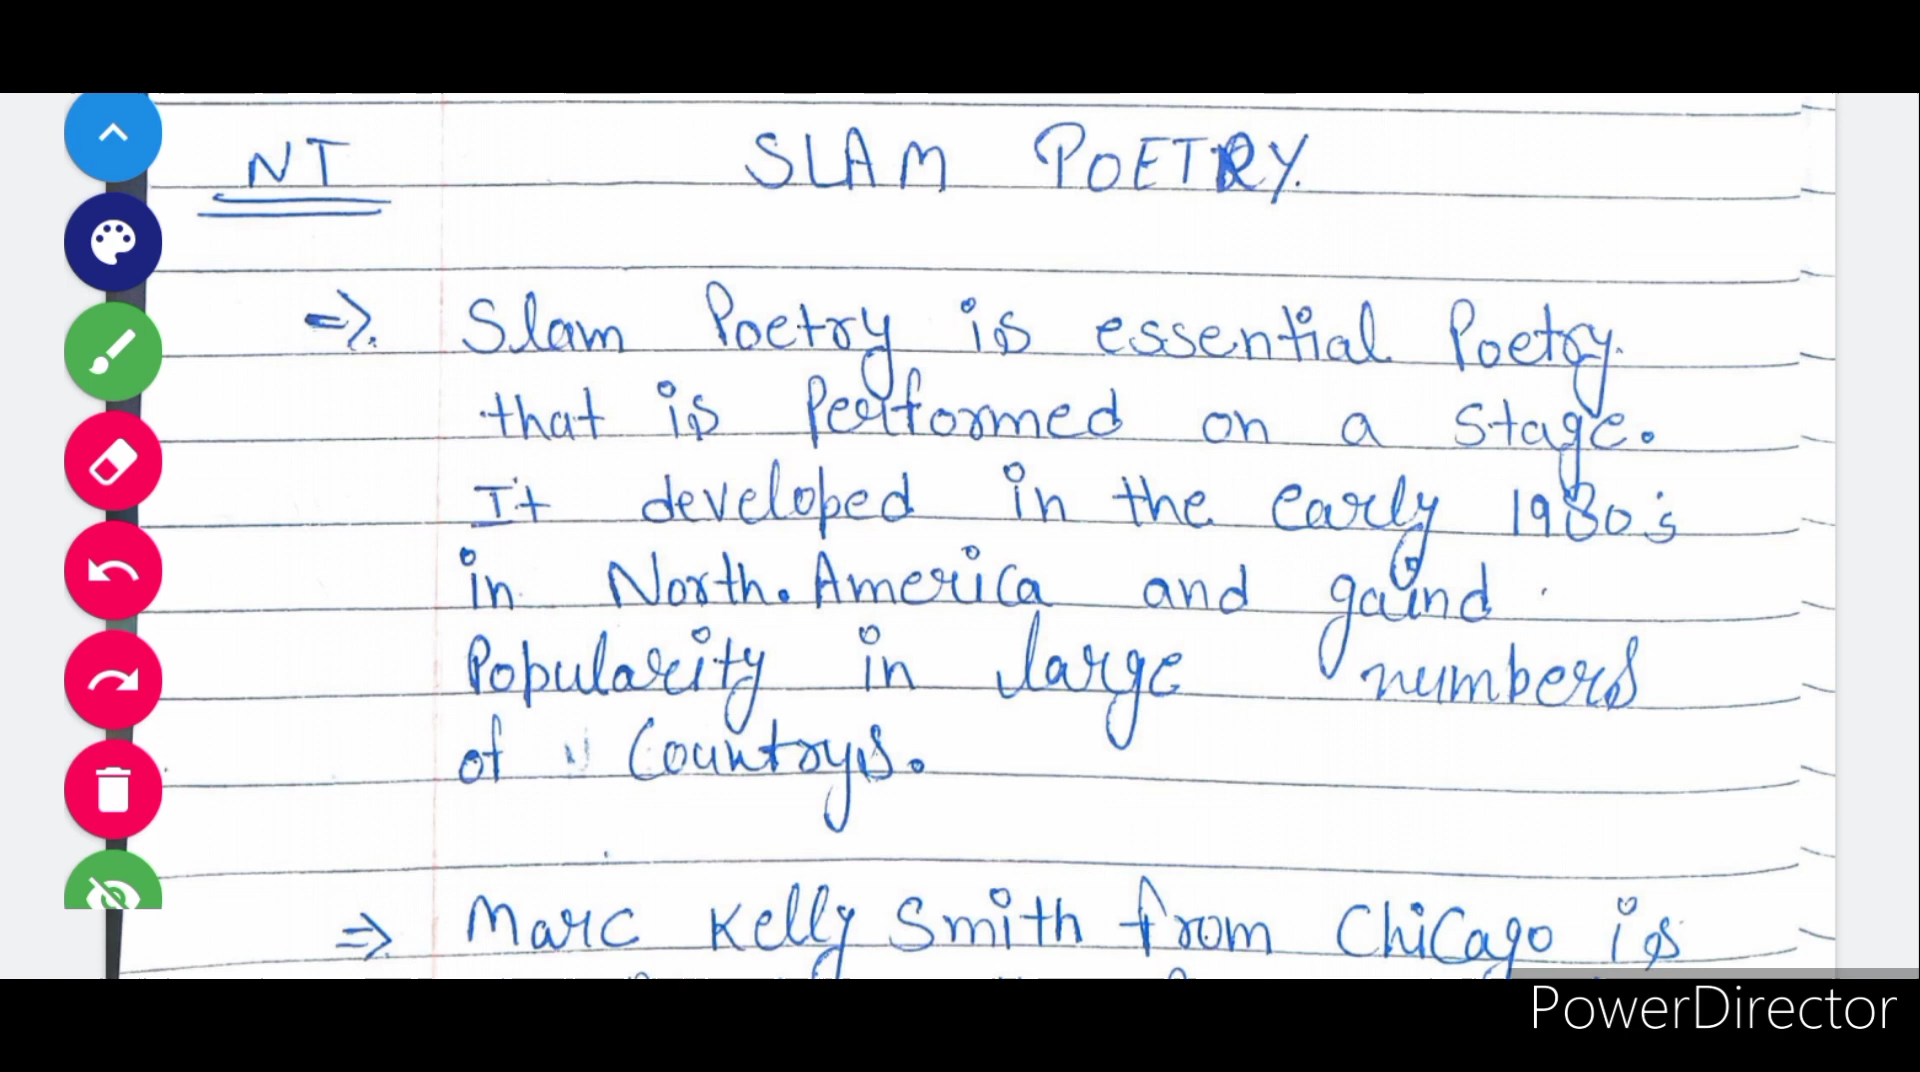 NT SLAM POETRY.
=> Slam Poetry is essential Poetry.
that is Performed on a stage.
It developed in the early 1980's
in North America and gaind
Popularity in large numbers
of Countrys.
=> Marc Kelly Smith from Chicago is
PowerDirector